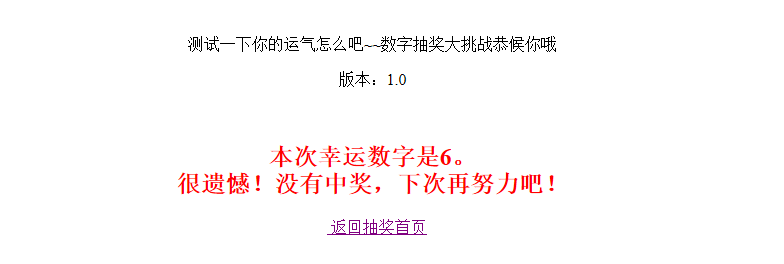 测试一下你的运气怎么吧~~数字抽奖大挑战恭候你哦
版本：1.0
本次幸运数字是6。
很遗憾！没有中奖，下次再努力吧！
返回抽奖首页